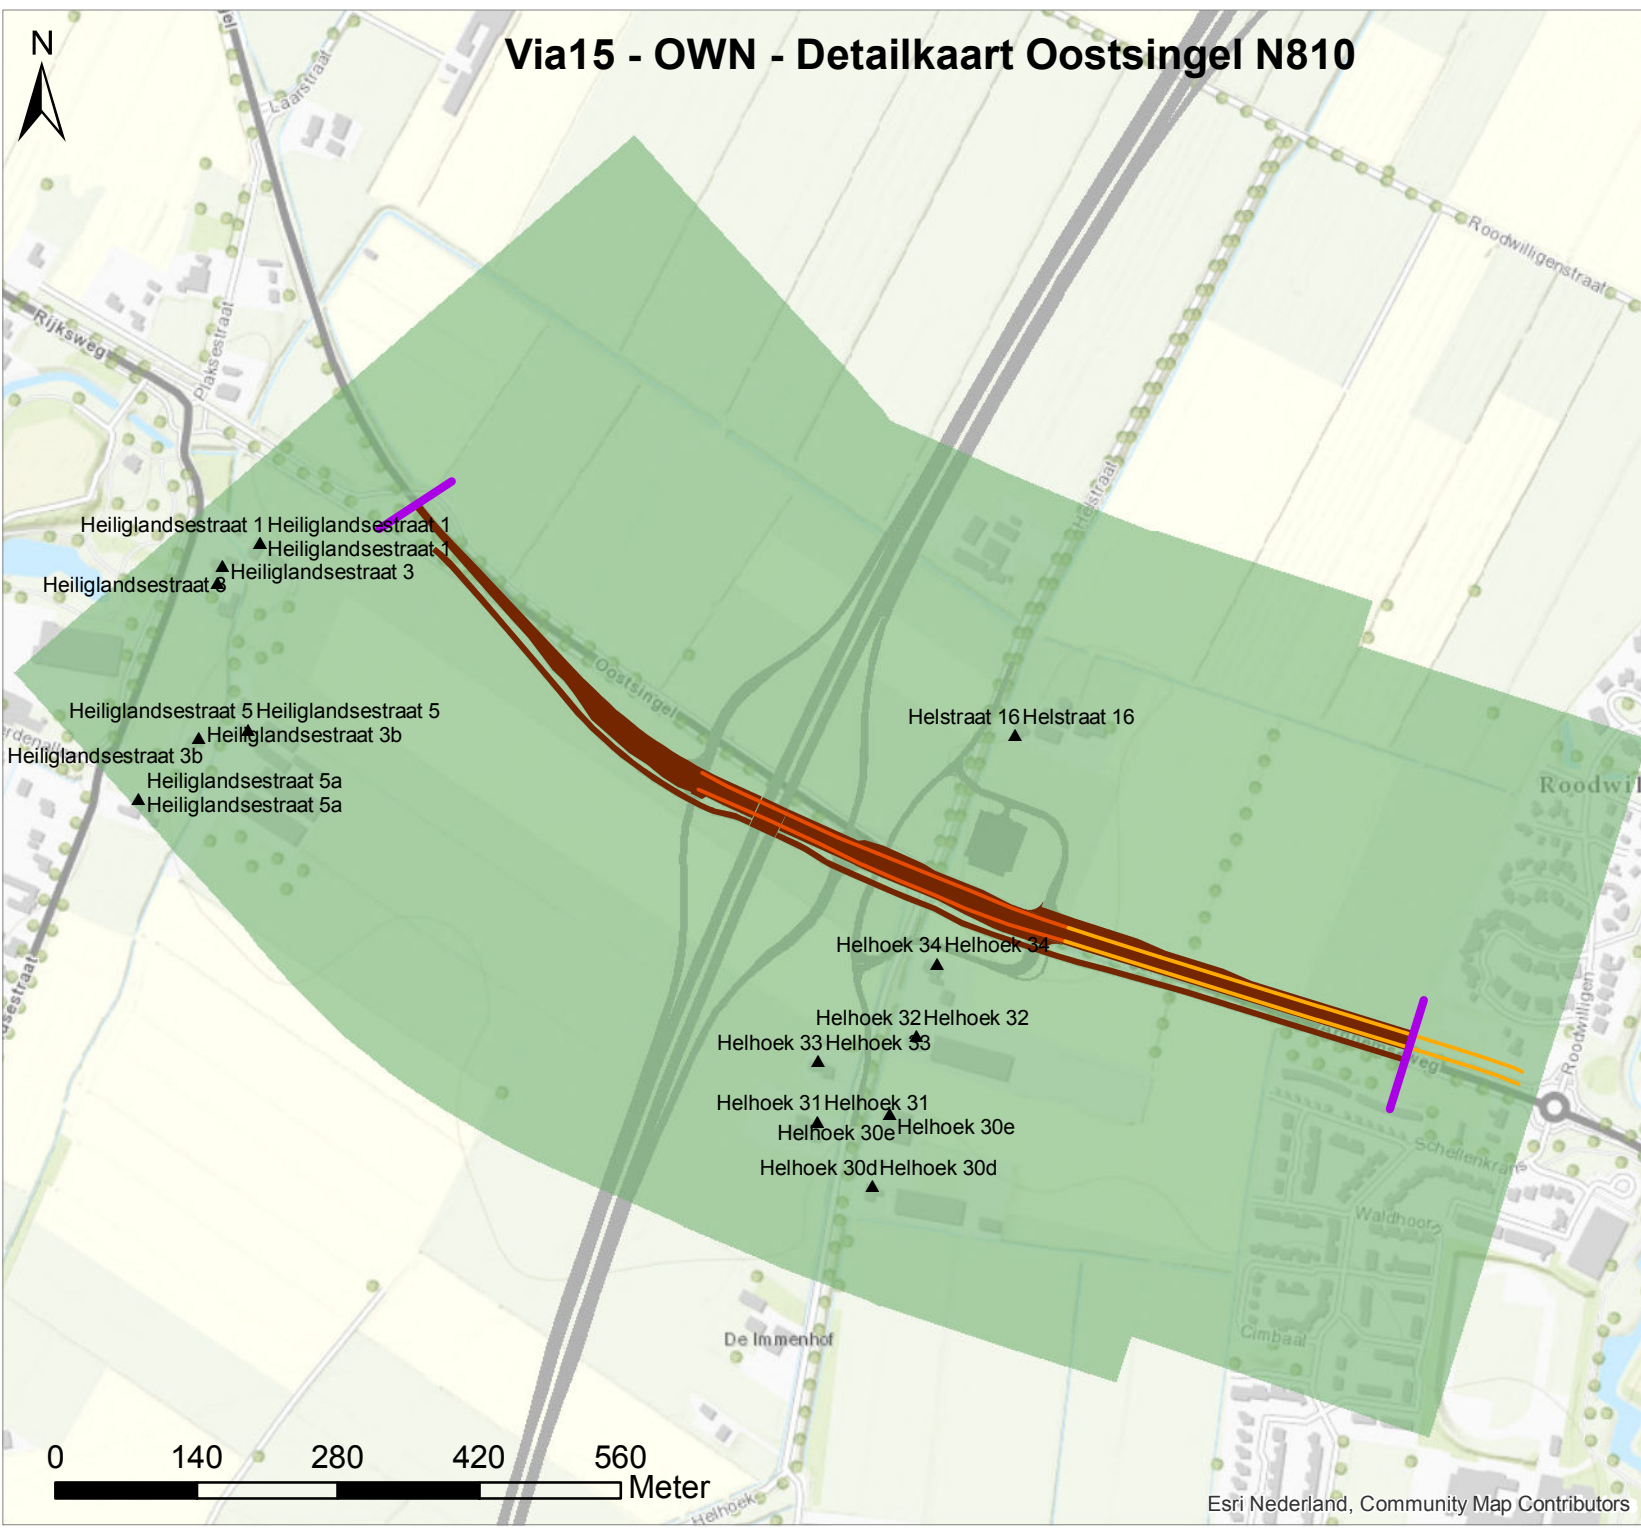 N
Via15 - OWN - Detailkaart Oostsingel N810
Laarstraat
Roodwilligenstraat
Rijksweg
Plaksestraat
Helstraat
Heiliglandsestraat 1 Heiliglandsestraat 1
Heiliglandsestraat 1
Heiliglandsestraat 3
Heiliglandsestraat 3
Oostsingel
Heiliglandsestraat 5 Heiliglandsestraat 5
Heiliglandsestraat 3b
Heiliglandsestraat 3b
Heiliglandsestraat 5a
Heiliglandsestraat 5a
Helstraat 16 Helstraat 16
Roodwil
Helhoek 34 Helhoek 34
Helhoek 32 Helhoek 32
Helhoek 33 Helhoek 33
Roodwilligen
Helhoek 31 Helhoek 31
Helhoek 30e
Helhoek 30e
Helhoek 30d Helhoek 30d
Schellenkrans
Waldhoorn
Cimbaal
De Immenhof
Helhoek
0 140 280 420 560
Meter
Esri Nederland, Community Map Contributors